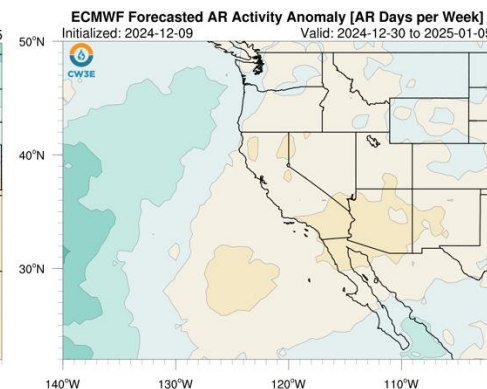 ECMWF Forecasted AR Activity Anomaly [AR Days per Week]
Initialized: 2024-12-09 Valid: 2024-12-30 to 2025-01-05
50°N
CW3E
40°N
30°N
140°W 130°W 120°W 110°W